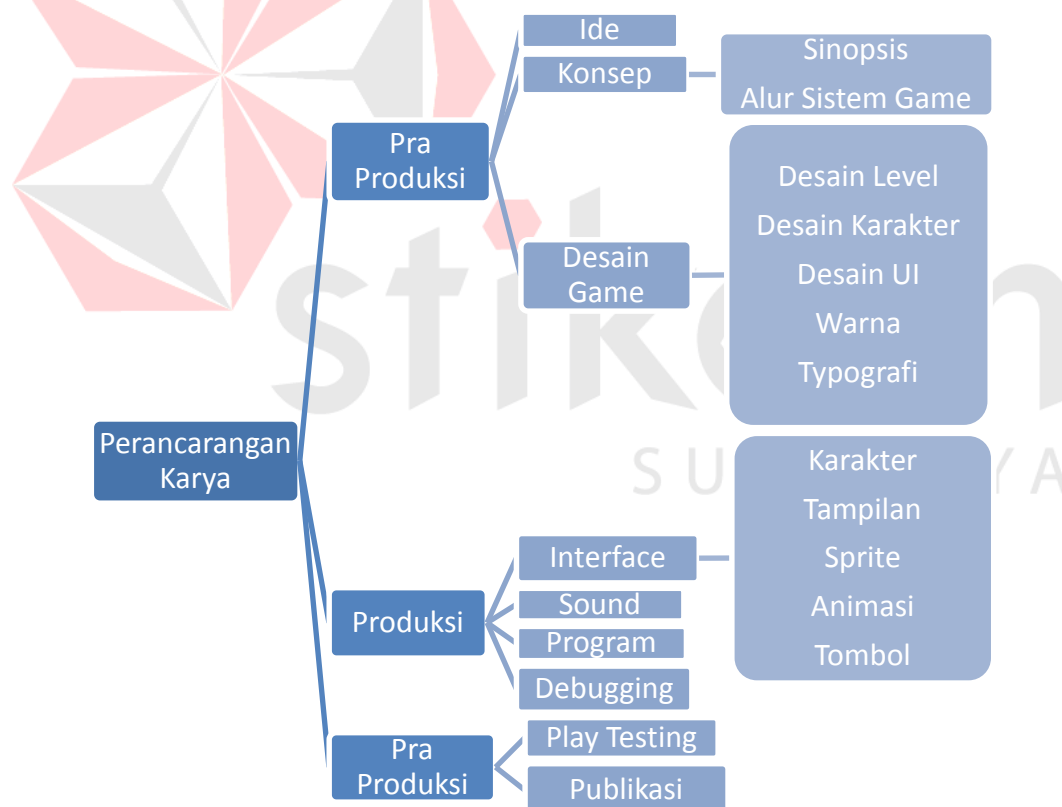 Ide
Konsep
Sinopsis
Alur Sistem Game
Pra
Produksi
Desain
Game
Desain Level
Desain Karakter
Desain UI
Warna
Typografi
Perancarangan
Karya
Produksi
Interface
Karakter
Tampilan
Sprite
Animasi
Tombol
Sound
Program
Debugging
Pra
Produksi
Play Testing
Publikasi